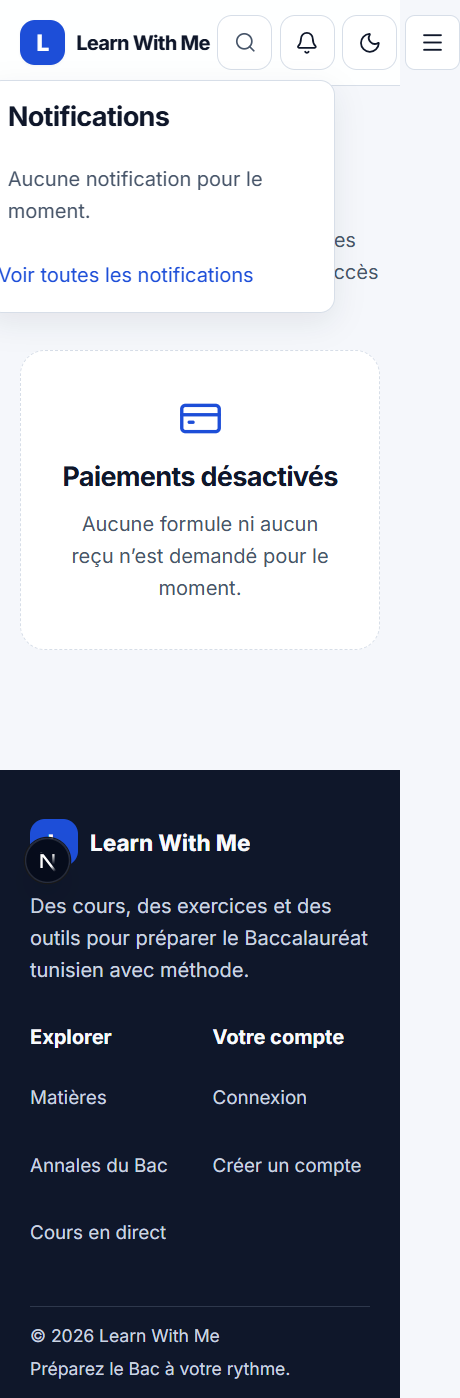 L Learn With Me
Notifications
Aucune notification pour le
moment.
es
ccès
Voir toutes les notifications
Paiements désactivés
Aucune formule ni aucun
reçu n’est demandé pour le
moment.
Learn With Me
N
Des cours, des exercices et des
outils pour préparer le Baccalauréat
tunisien avec méthode.
Explorer
Votre compte
Matières
Connexion
Annales du Bac
Créer un compte
Cours en direct
© 2026 Learn With Me
Préparez le Bac à votre rythme.